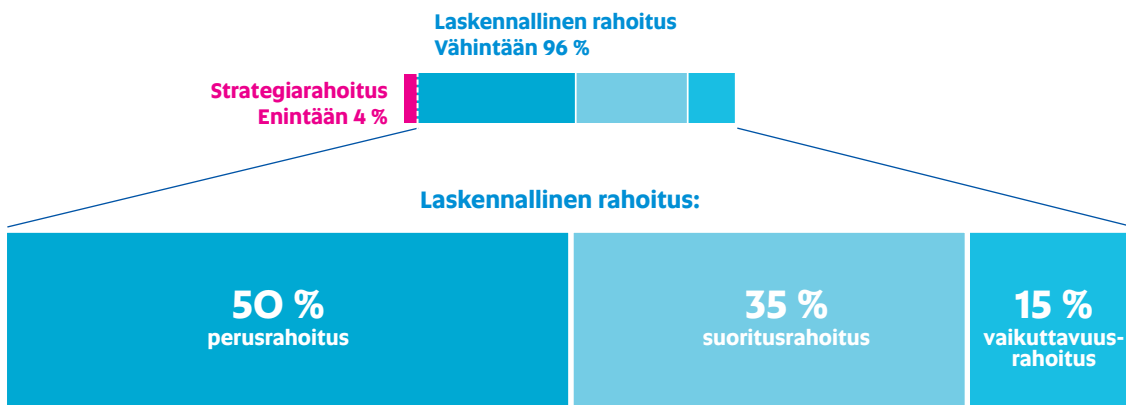 Laskennallinen rahoitus
Vähintään 96 %
Strategiarahoitus
Enintään 4 %
Laskennallinen rahoitus:
50 %
perusrahoitus
35 %
suoritusrahoitus
15 %
vaikuttavuus-
rahoitus